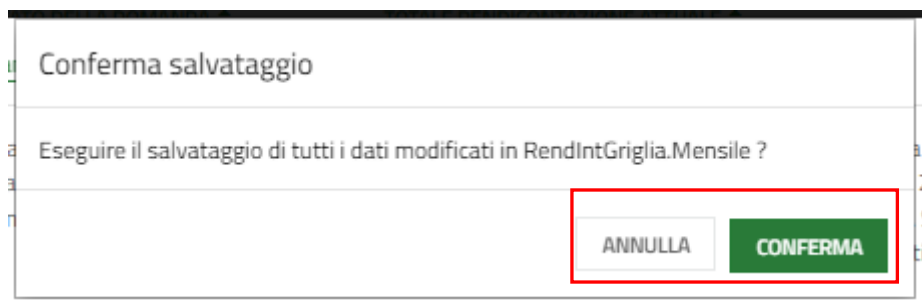 Conferma salvataggio
Eseguire il salvataggio di tutti i dati modificati in RendIntGriglia.Mensile ?
ANNULLA CONFERMA